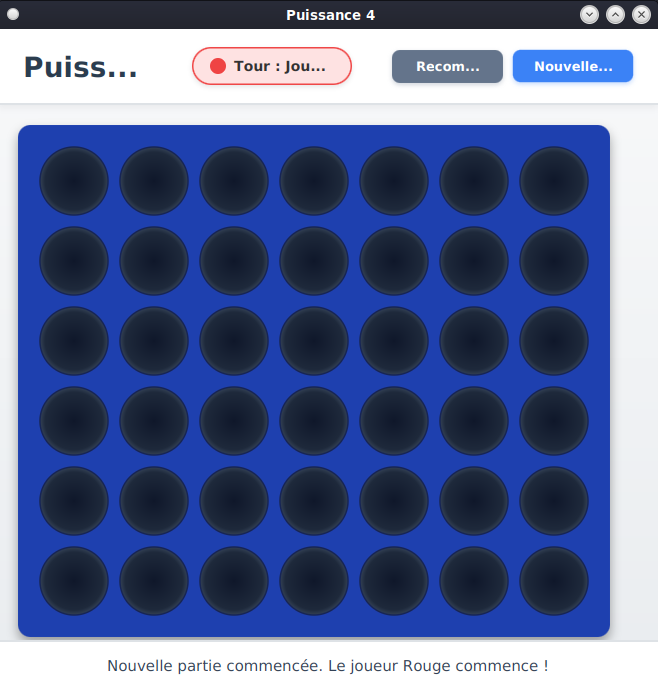 Puissance 4
Puiss...
Tour : Jou...
Recom...
Nouvelle...
Nouvelle partie commencée. Le joueur Rouge commence !